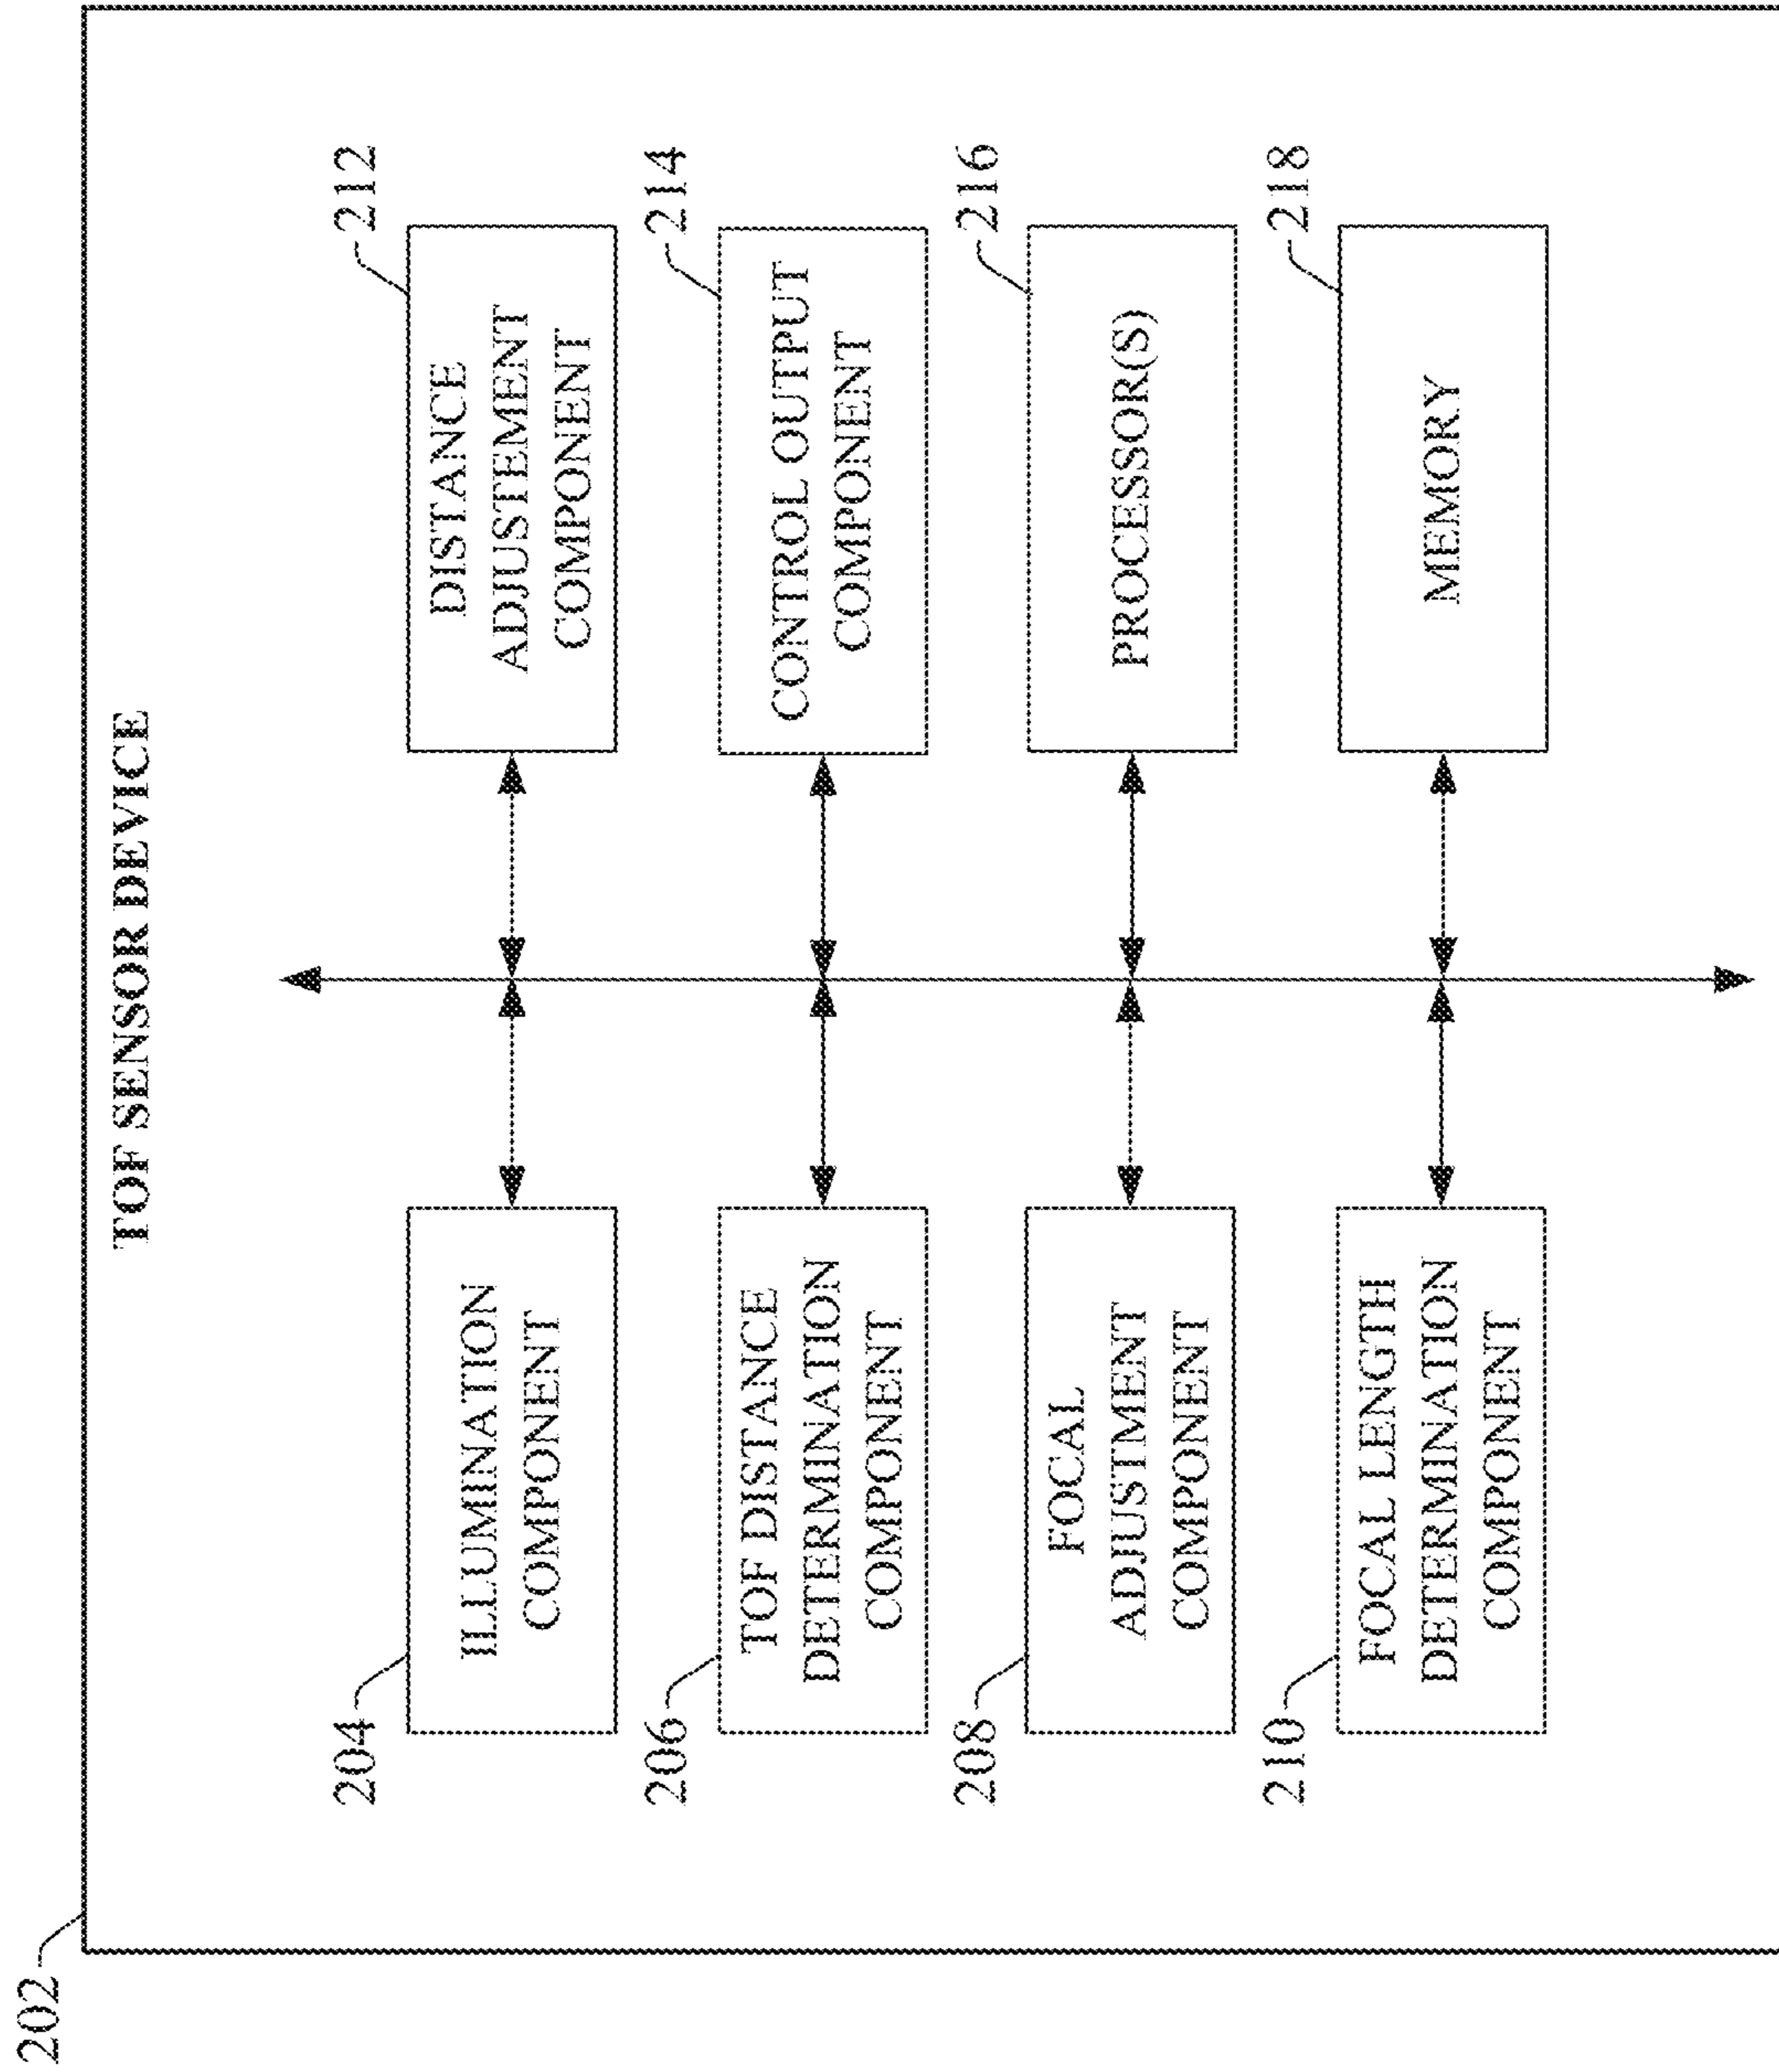 202
TOF SENSOR DEVICE
204
ILLUMINATION
COMPONENT
206
TOF DISTANCE
DETERMINATION
COMPONENT
208
FOCAL
ADJUSTMENT
COMPONENT
210
FOCAL LENGTH
DETERMINATION
COMPONENT
212
DISTANCE
ADJUSTEMENT
COMPONENT
214
CONTROL OUTPUT
COMPONENT
216
PROCESSOR(S)
218
MEMORY